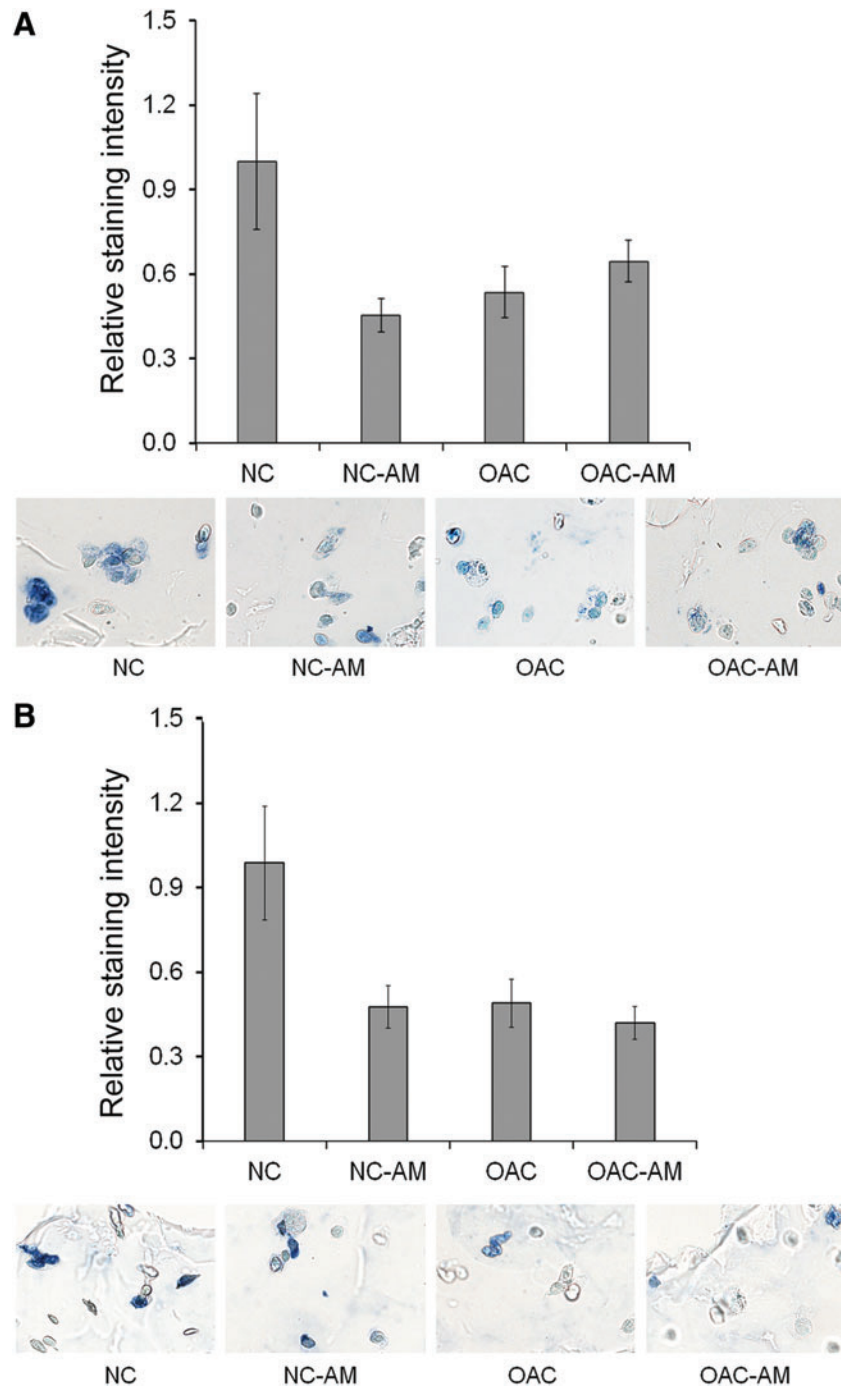 A
Relative staining intensity
1.5
1.2
0.9
0.6
0.3
0.0
NC NC-AM OAC OAC-AM
NC NC-AM OAC OAC-AM
B
Relative staining intensity
1.5
1.2
0.9
0.6
0.3
0.0
NC NC-AM OAC OAC-AM
NC NC-AM OAC OAC-AM